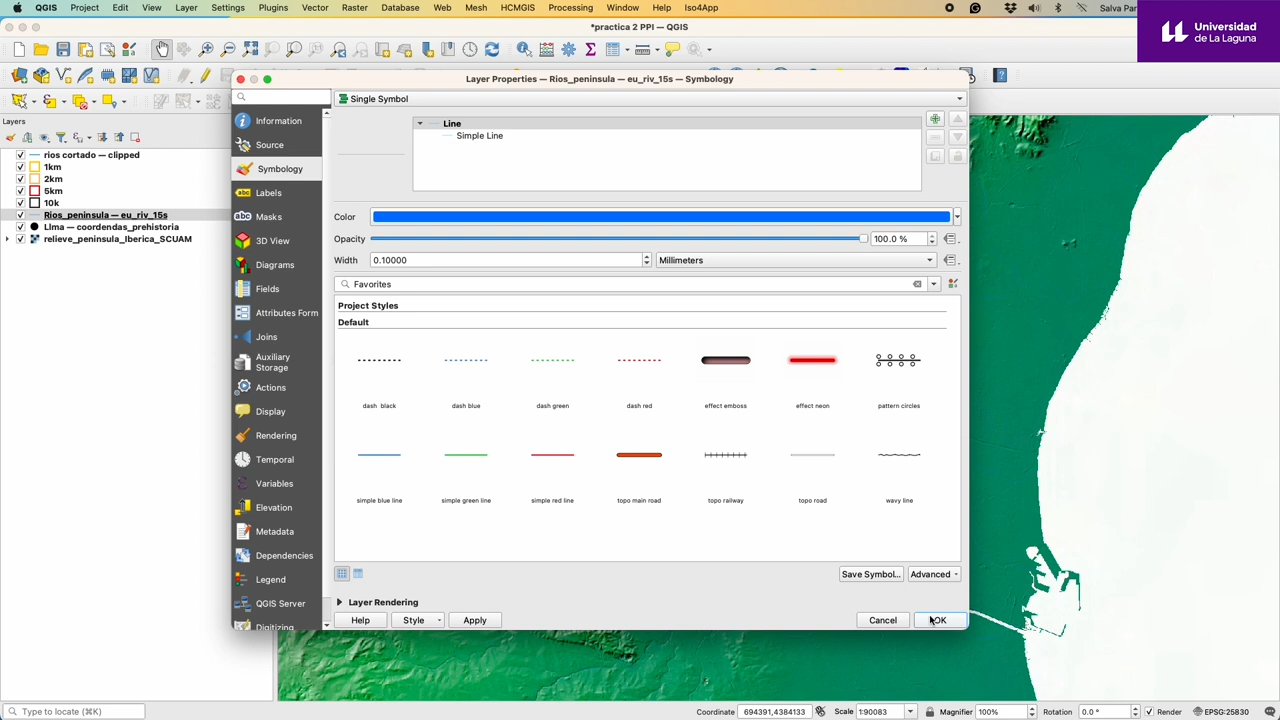 QGIS Project Edit View Layer Settings Plugins Vector Raster Database Web Mesh HCMGIS Processing Window Help Iso4App Salva Par
*practica 2 PPI — QGIS
Universidad
de La Laguna
Layer Properties — Rios_peninsula — eu_riv_15s — Symbology
Layers
rios cortado — clipped
1km
2km
5km
10k
Rios_peninsula — eu_riv_15s
LIma — coordendas_prehistoria
relieve_peninsula_Iberica_SCUAM
Information
Source
Symbology
Labels
Masks
3D View
Diagrams
Fields
Attributes Form
Joins
Auxiliary
Storage
Actions
Display
Rendering
Temporal
Variables
Elevation
Metadata
Dependencies
Legend
QGIS Server
Digitizing
Single Symbol
Line
Simple Line
Color
Opacity 100.0 %
Width 0.10000 Millimeters
Favorites
Project Styles
Default
dash black dash blue dash green dash red effect emboss effect neon pattern circles
simple blue line simple green line simple red line topo main road topo railway topo road wavy line
Save Symbol... Advanced
Layer Rendering
Help Style Apply Cancel OK
Type to locate (⌘K) Coordinate 694391,4384133 Scale 1:90083 Magnifier 100% Rotation 0.0 ° Render EPSG:25830